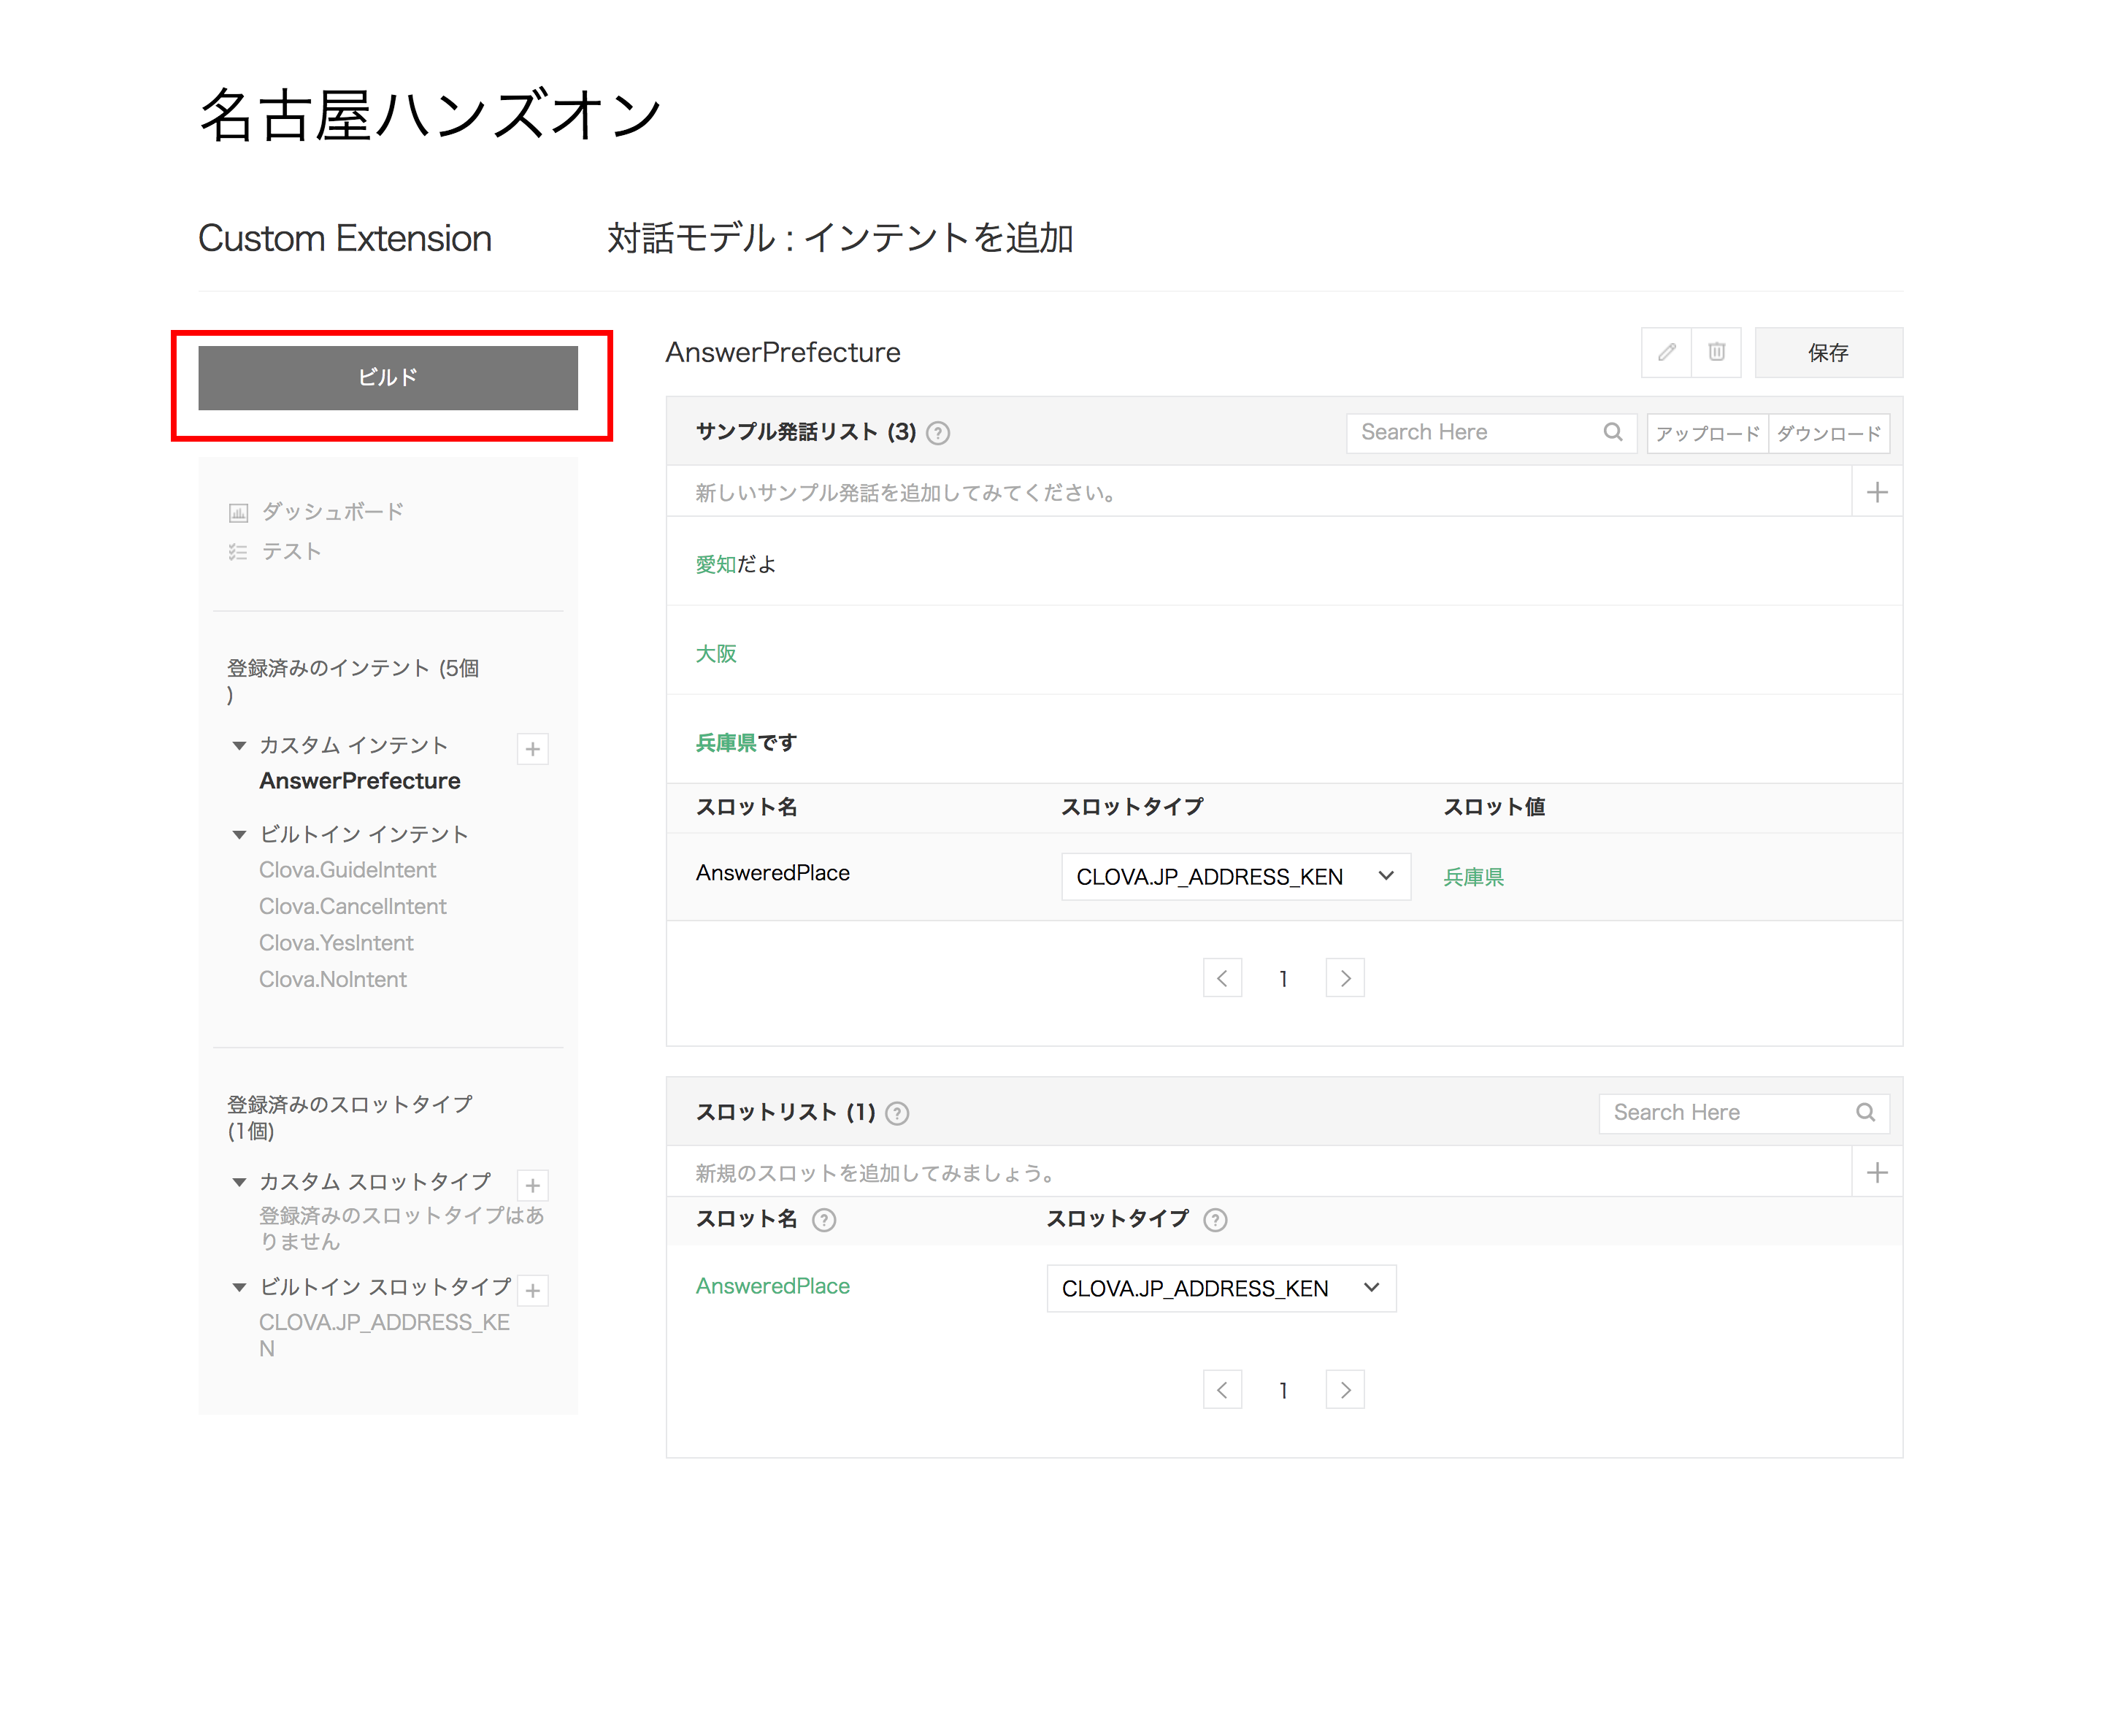 名古屋ハンズオン
Custom Extension
対話モデル : インテントを追加
ビルド
ダッシュボード
テスト
登録済みのインテント (5個
)
カスタム インテント
AnswerPrefecture
ビルトイン インテント
Clova.GuideIntent
Clova.CancelIntent
Clova.YesIntent
Clova.NoIntent
登録済みのスロットタイプ
(1個)
カスタム スロットタイプ
登録済みのスロットタイプはあ
りません
ビルトイン スロットタイプ
CLOVA.JP_ADDRESS_KE
N
AnswerPrefecture
保存
サンプル発話リスト (3) ?
Search Here
アップロード
ダウンロード
新しいサンプル発話を追加してみてください。
愛知だよ
大阪
兵庫県です
スロット名 スロットタイプ スロット値
AnsweredPlace CLOVA.JP_ADDRESS_KEN 兵庫県
1
スロットリスト (1) ?
Search Here
新規のスロットを追加してみましょう。
スロット名 ? スロットタイプ ?
AnsweredPlace CLOVA.JP_ADDRESS_KEN
1